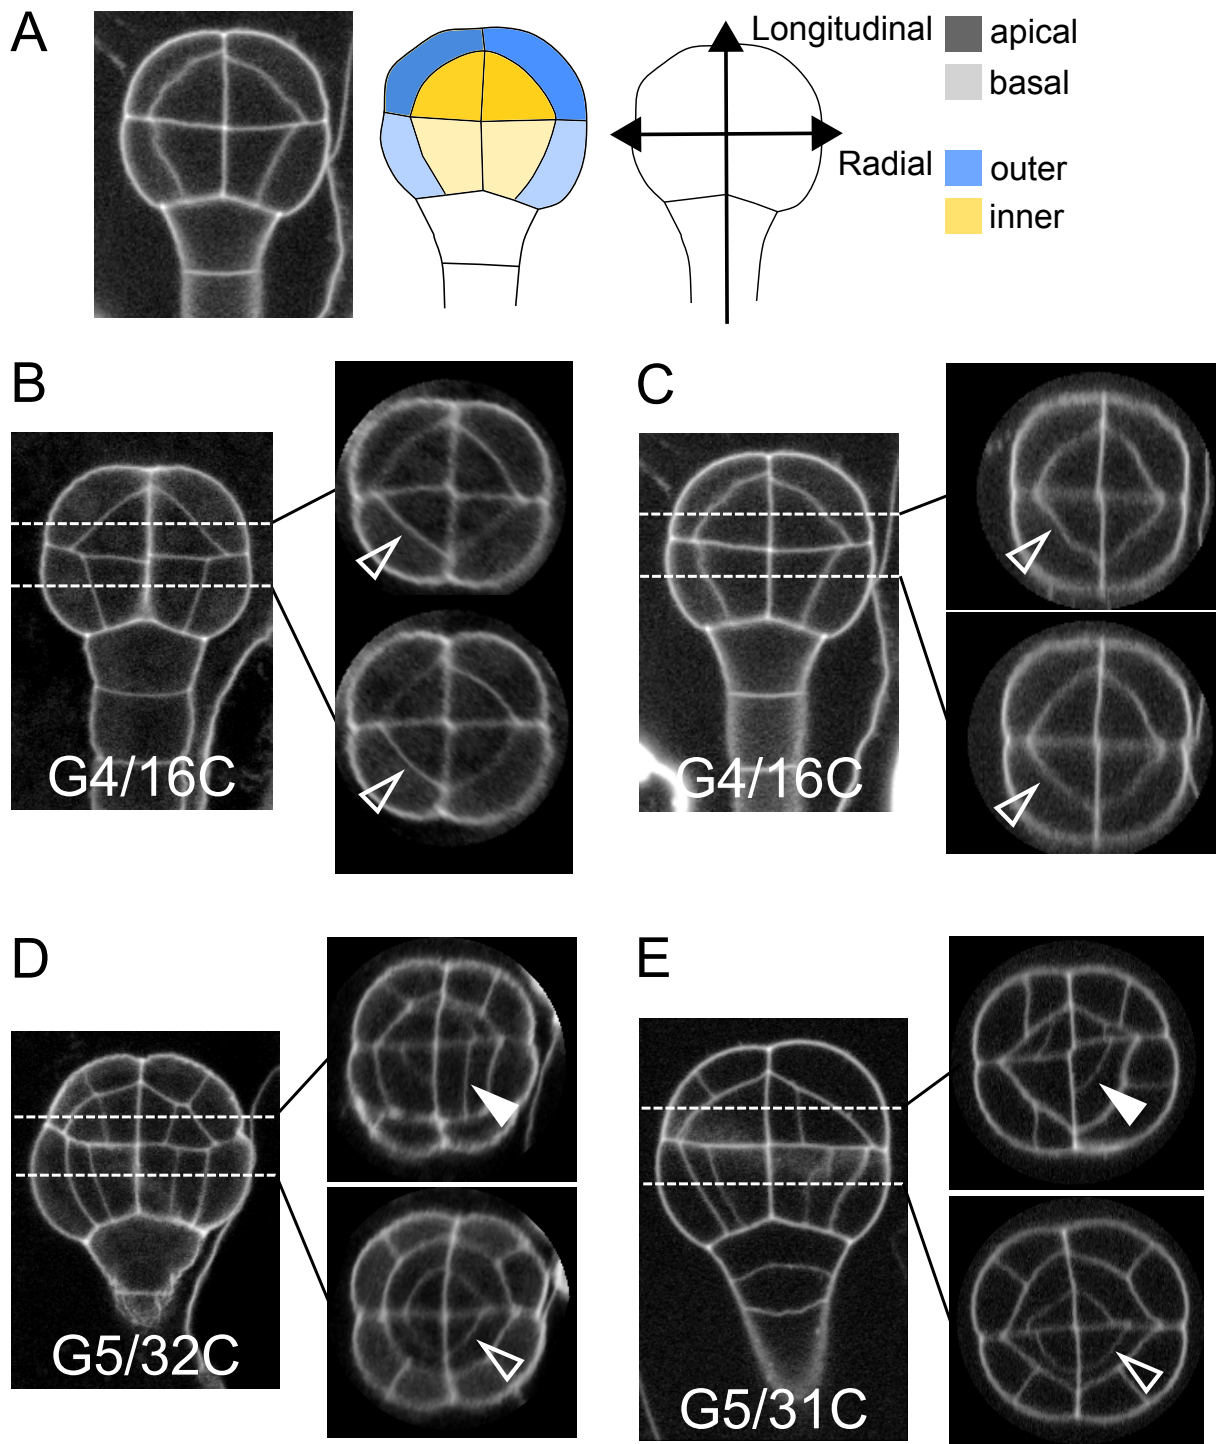 A
Longitudinal
apical
basal
Radial
outer
inner
B
G4/16C
C
G4/16C
D
G5/32C
E
G5/31C